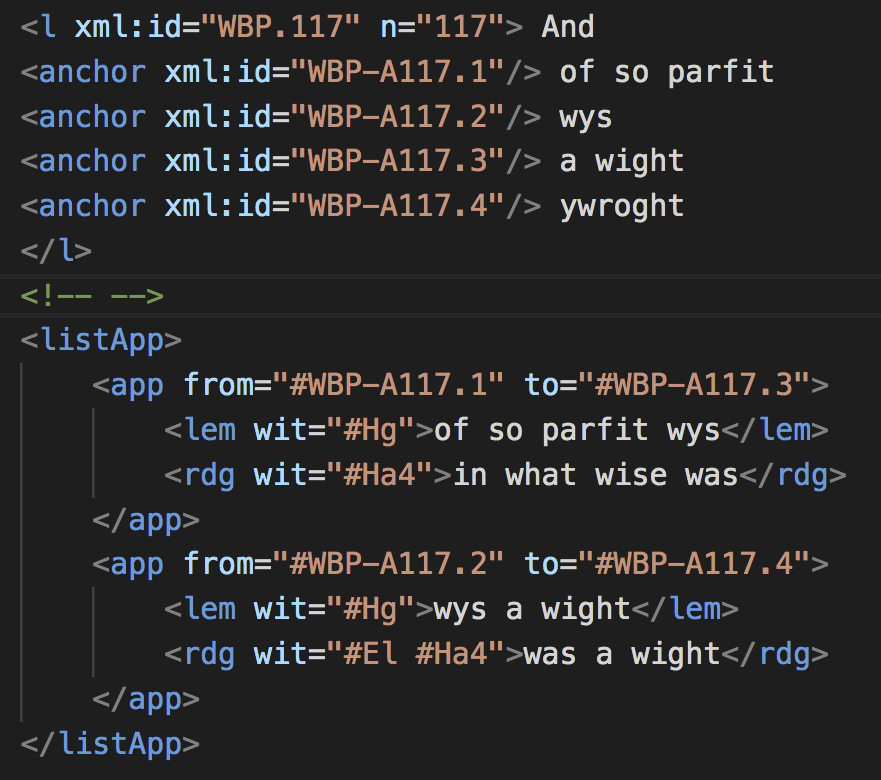 <l xml:id="WBP.117" n="117"> And
<anchor xml:id="WBP-A117.1"/> of so parfit
<anchor xml:id="WBP-A117.2"/> wys
<anchor xml:id="WBP-A117.3"/> a wight
<anchor xml:id="WBP-A117.4"/> ywroght
</l>
<!-- -->
<listApp>
    <app from="#WBP-A117.1" to="#WBP-A117.3">
        <lem wit="#Hg">of so parfit wys</lem>
        <rdg wit="#Ha4">in what wise was</rdg>
    </app>
    <app from="#WBP-A117.2" to="#WBP-A117.4">
        <lem wit="#Hg">wys a wight</lem>
        <rdg wit="#El #Ha4">was a wight</rdg>
    </app>
</listApp>